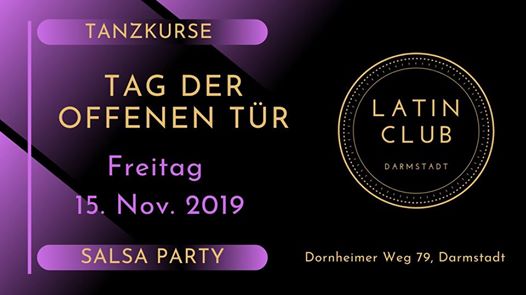 TANZKURSE
TAG DER
OFFENEN TÜR
Freitag
15. Nov. 2019
SALSA PARTY
LATIN
CLUB
DARMSTADT
Dornheimer Weg 79, Darmstadt